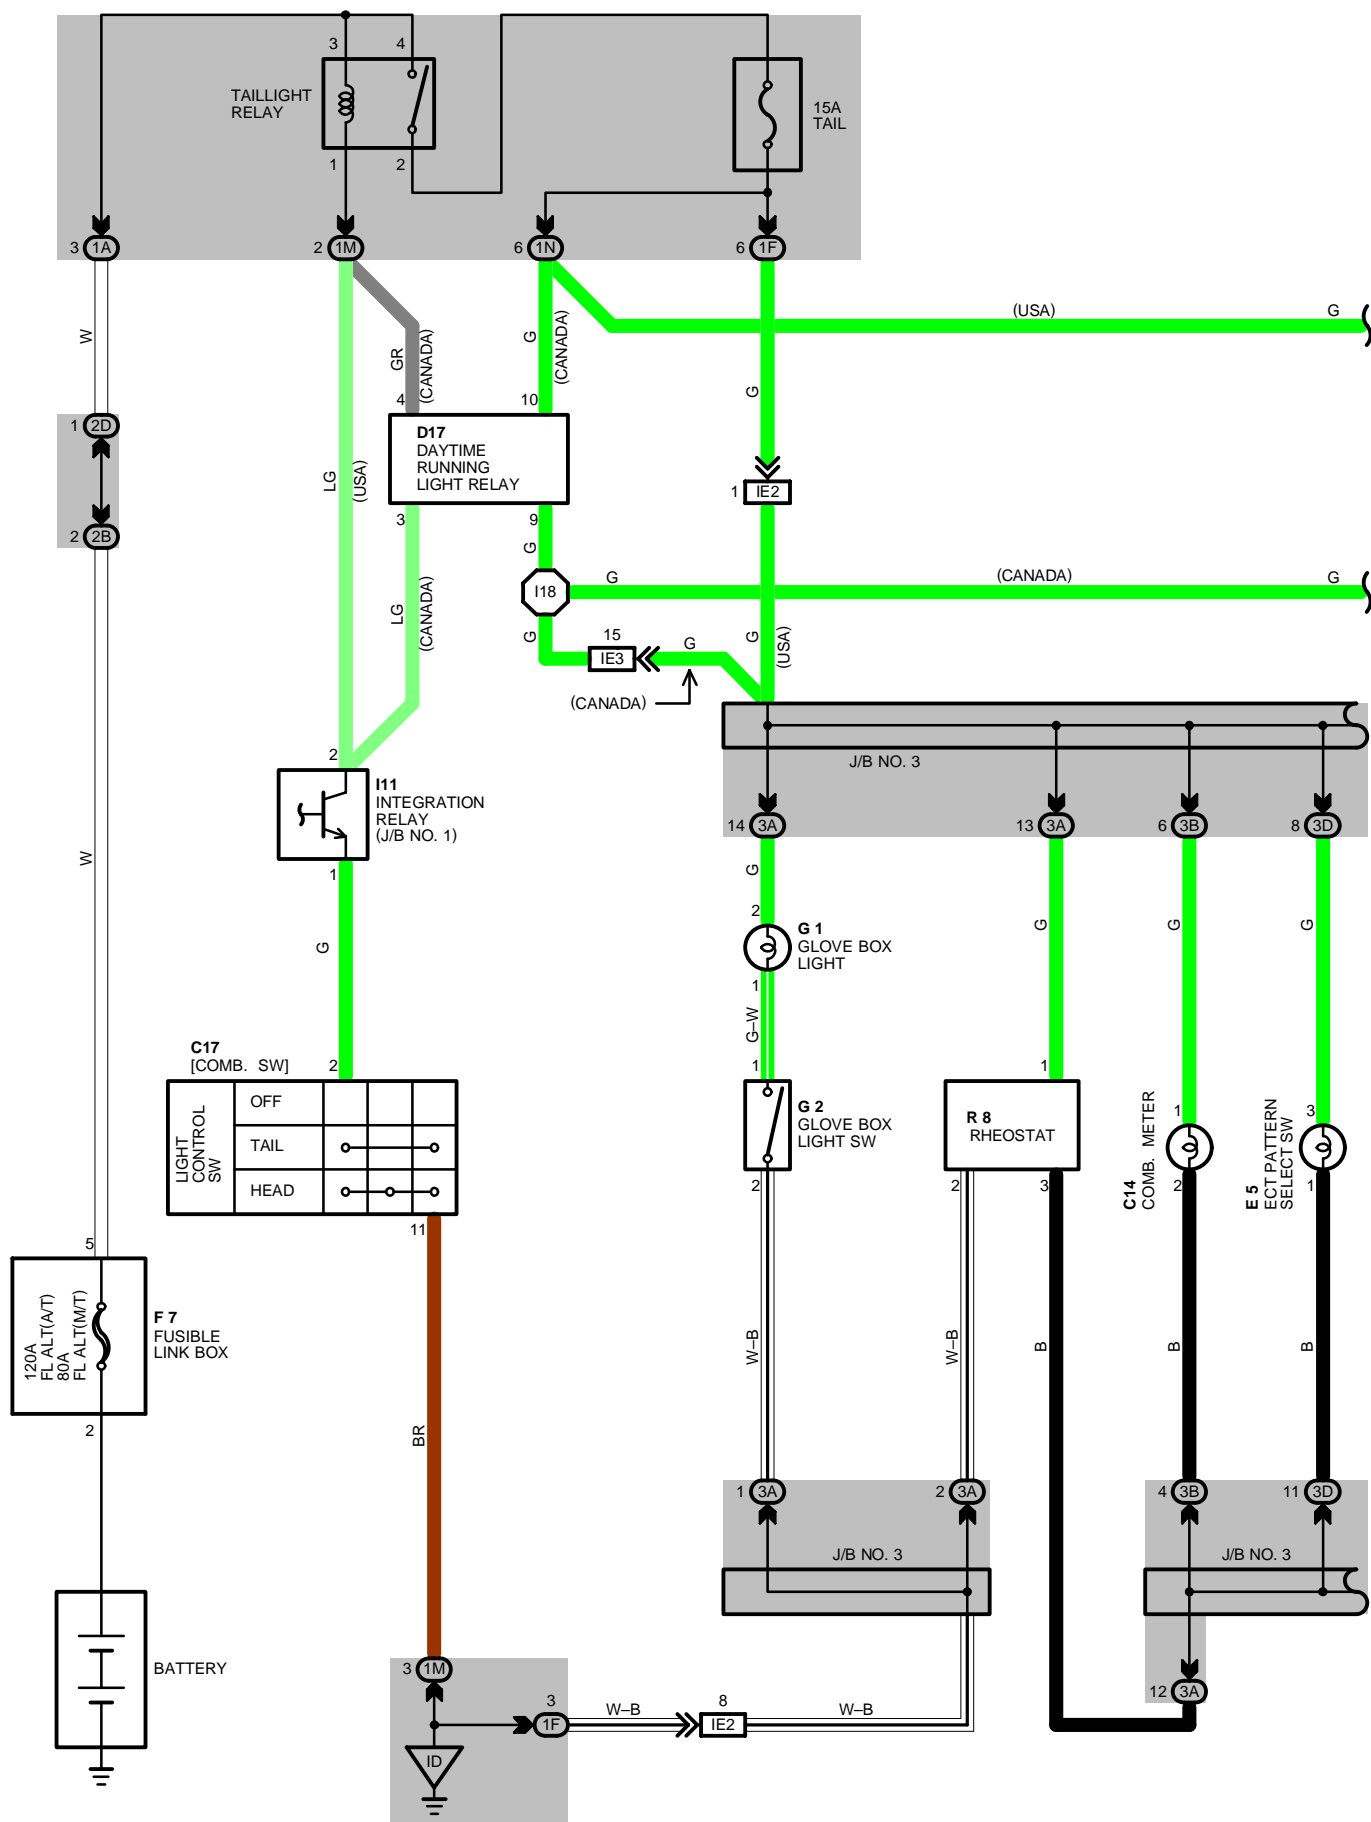 3
4
TAILLIGHT
RELAY
15A
TAIL
1
2
3 1A
2 1M
6 1N
6 1F
(USA)
G
W
GR
(CANADA)
G
(CANADA)
G
4
10
1 2D
D17
DAYTIME
RUNNING
LIGHT RELAY
LG
(USA)
1 IE2
3
9
2 2B
G
I18
G
(CANADA)
G
LG
(CANADA)
G
15
IE3
G
G
(USA)
(CANADA)
2
J/B NO. 3
I11
INTEGRATION
RELAY
(J/B NO. 1)
14 3A
13 3A
6 3B
8 3D
W
1
G
2
G 1
GLOVE BOX
LIGHT
G
G
G
G
1
G–W
C17
[COMB. SW]
2
1
1
LIGHT
CONTROL
SW
OFF
TAIL
HEAD
G 2
GLOVE BOX
LIGHT SW
R 8
RHEOSTAT
1
C14
COMB. METER
3
E 5
ECT PATTERN
SELECT SW
2
2
3
2
1
11
5
120A
FL ALT(A/T)
80A
FL ALT(M/T)
F 7
FUSIBLE
LINK BOX
W–B
W–B
B
B
B
2
BR
1 3A
2 3A
4 3B
11 3D
J/B NO. 3
J/B NO. 3
BATTERY
3 1M
12 3A
3
1F
W–B
8
IE2
W–B
ID